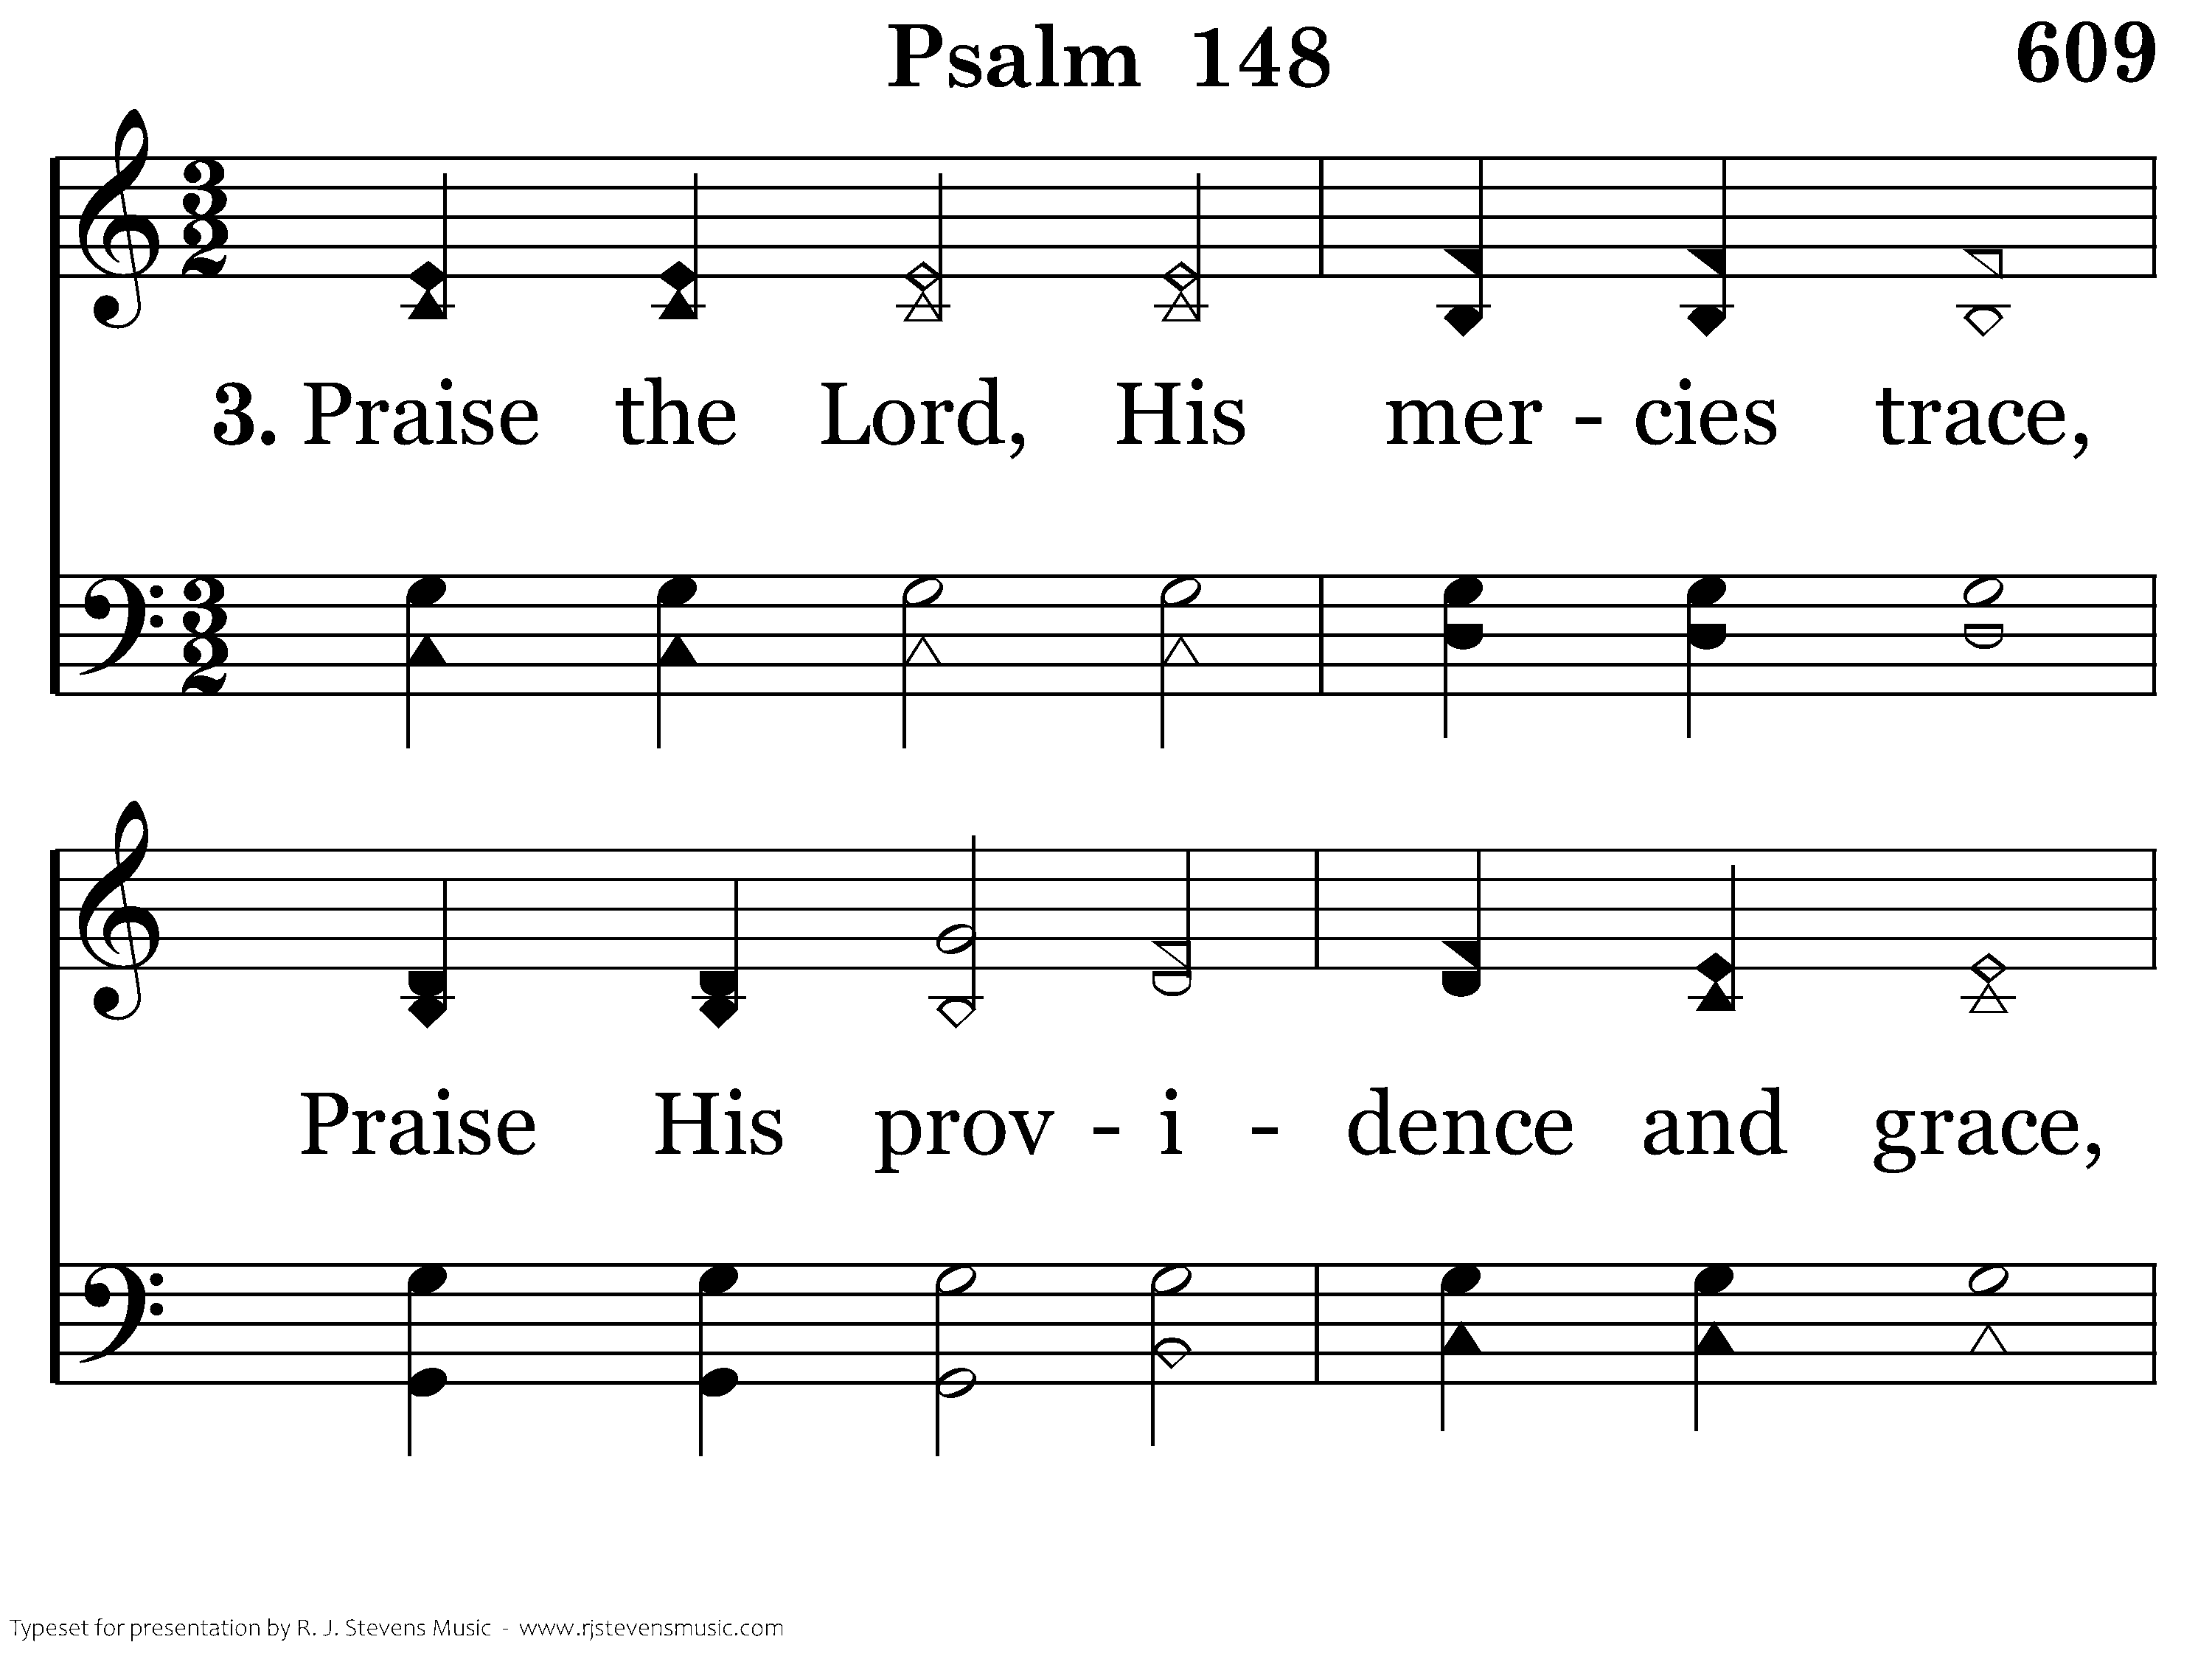 Psalm 148 609
3. Praise the Lord, His mer - cies trace,
Praise His prov - i - dence and grace,
Typeset for presentation by R. J. Stevens Music - www.rjstevensmusic.com